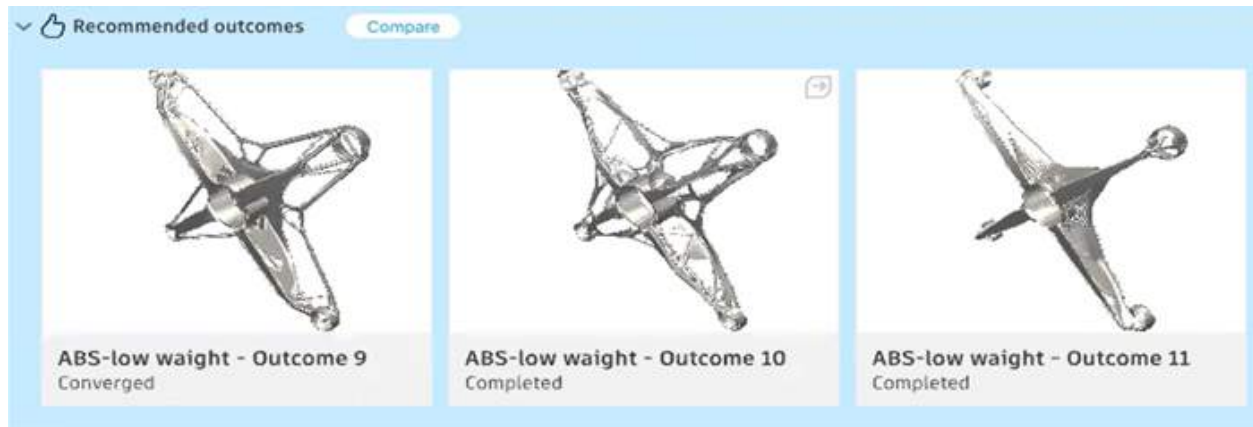 Recommended outcomes Compare
ABS-low waight - Outcome 9
Converged
ABS-low waight - Outcome 10
Completed
ABS-low waight - Outcome 11
Completed